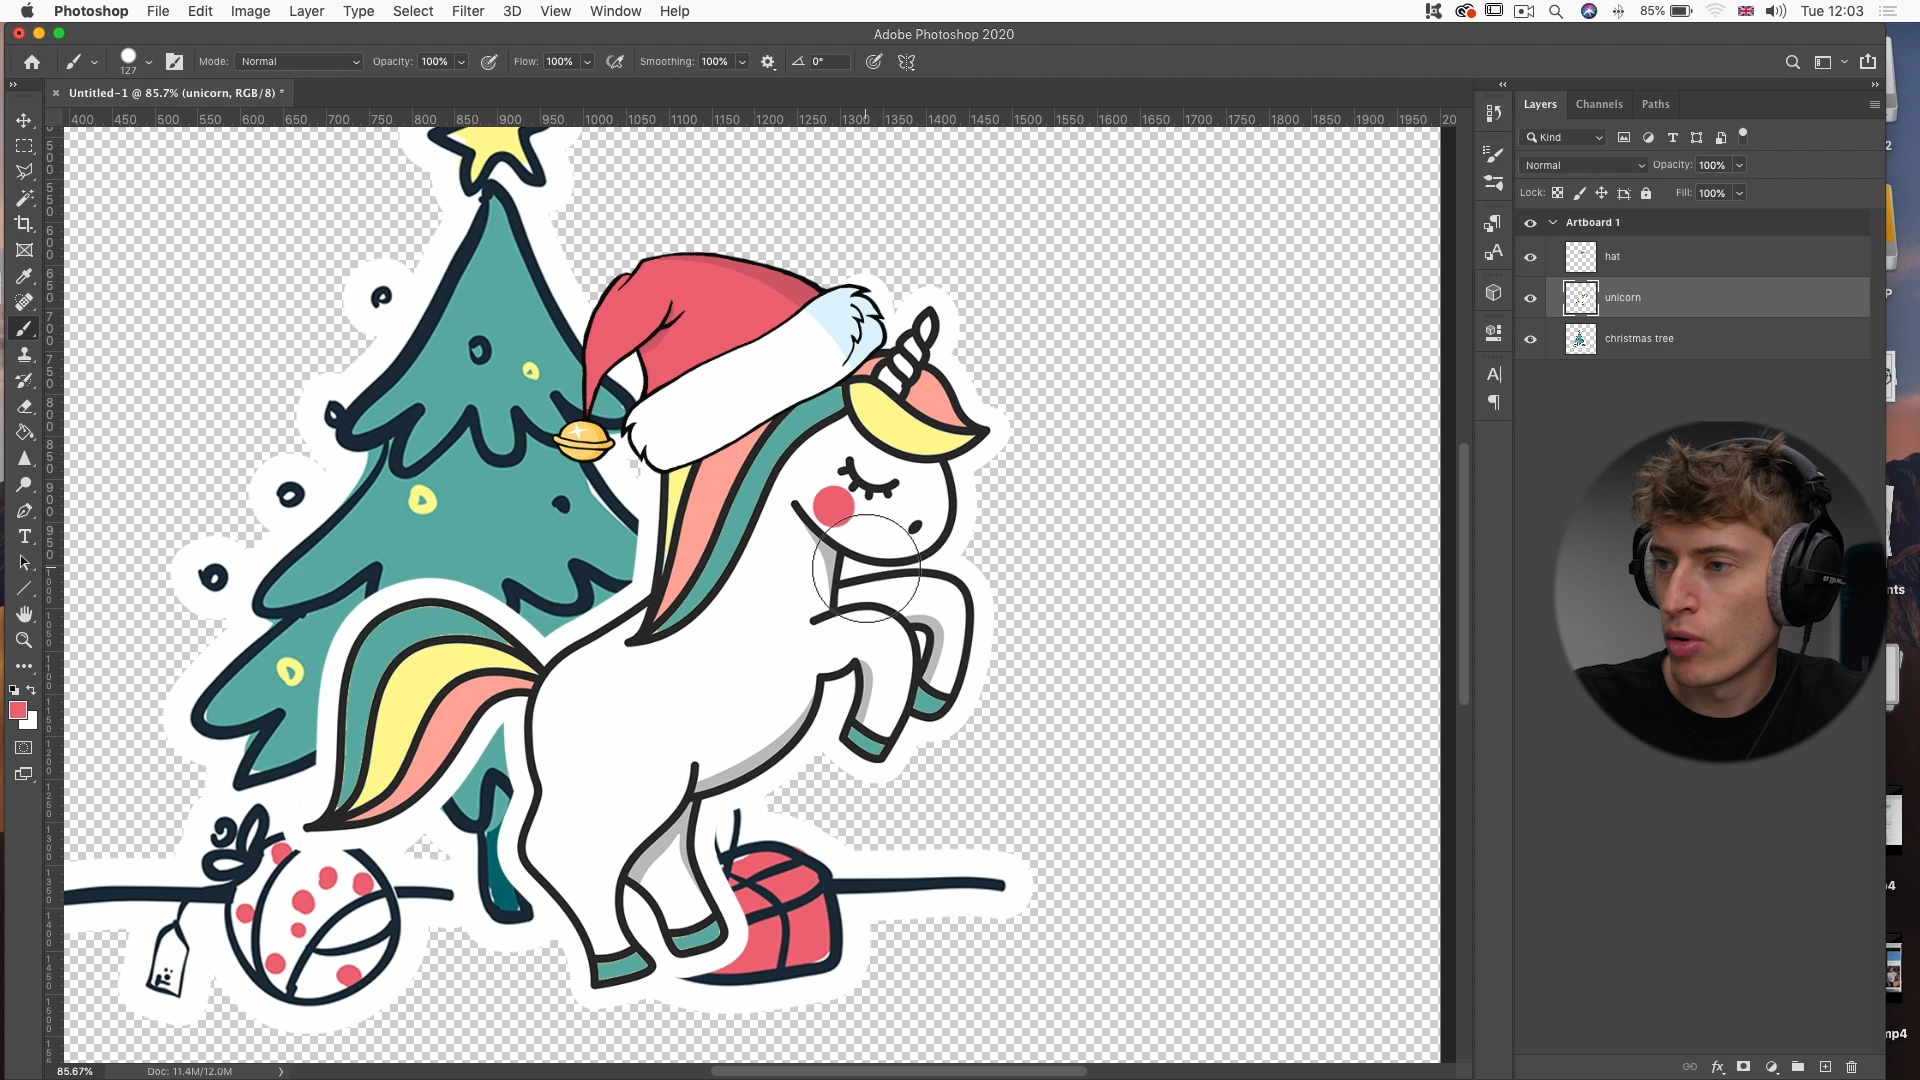 Photoshop File Edit Image Layer Type Select Filter 3D View Window Help 85% Tue 12:03
Adobe Photoshop 2020
127 Mode: Normal Opacity: 100% Flow: 100% Smoothing: 100% 0°
Untitled-1 @ 85.7% (unicorn, RGB/8) *
400 450 500 550 600 650 700 750 800 850 900 950 1000 1050 1100 1150 1200 1250 1300 1350 1400 1450 1500 1550 1600 1650 1700 1750 1800 1850 1900 1950 20
Layers Channels Paths
Kind
Normal Opacity: 100%
Lock: Fill: 100%
Artboard 1
hat
unicorn
christmas tree
nts
p4
mp4
85.67% Doc: 11.4M/12.0M